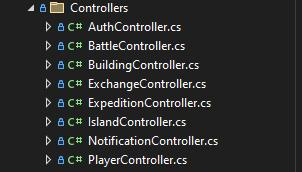 Controllers
C# AuthController.cs
C# BattleController.cs
C# BuildingController.cs
C# ExchangeController.cs
C# ExpeditionController.cs
C# IslandController.cs
C# NotificationController.cs
C# PlayerController.cs